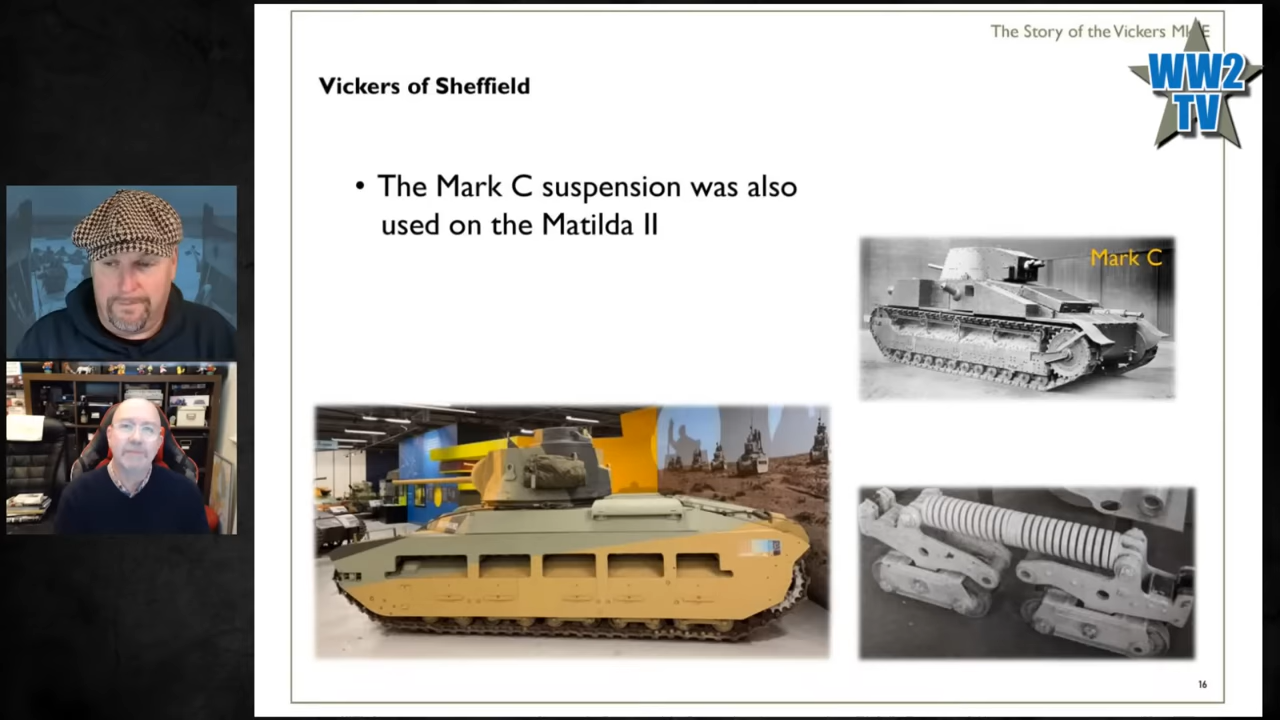 The Story of the Vickers Mk E
WW2
TV
Vickers of Sheffield
• The Mark C suspension was also
used on the Matilda II
Mark C
16